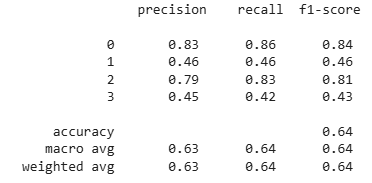 precision recall f1-score
0 0.83 0.86 0.84
1 0.46 0.46 0.46
2 0.79 0.83 0.81
3 0.45 0.42 0.43
accuracy 0.64
macro avg 0.63 0.64 0.64
weighted avg 0.63 0.64 0.64